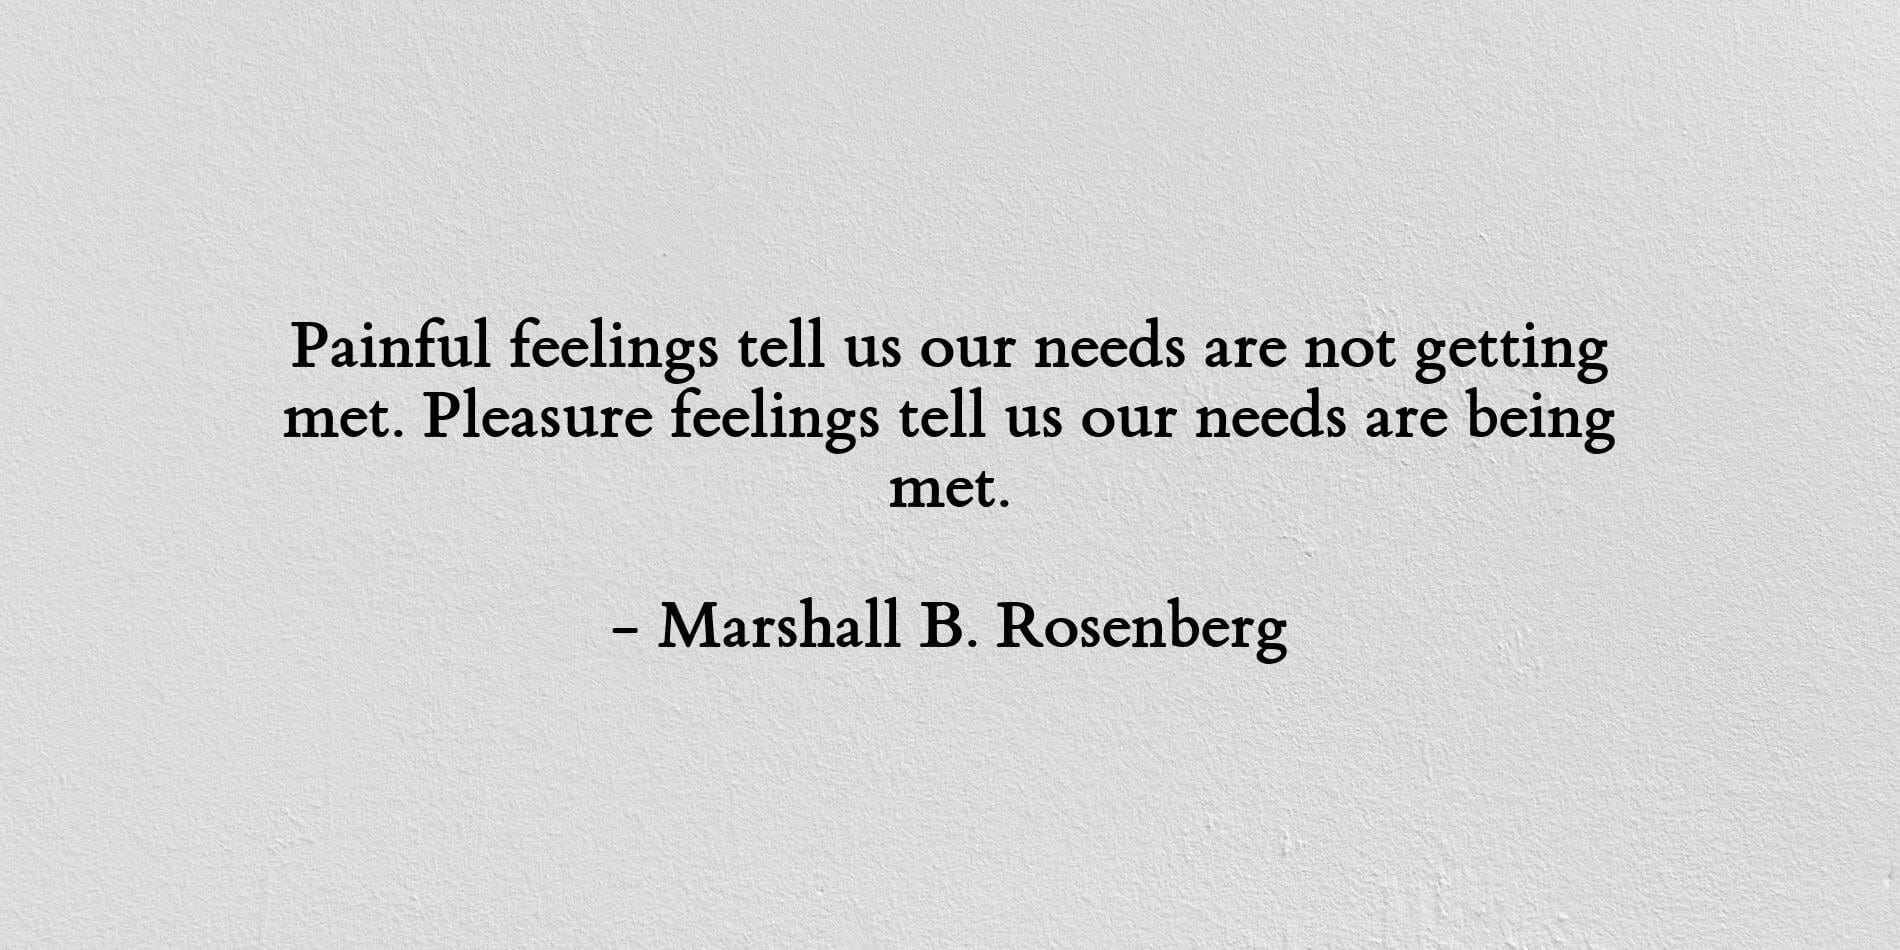 Painful feelings tell us our needs are not getting
met. Pleasure feelings tell us our needs are being
met.
– Marshall B. Rosenberg